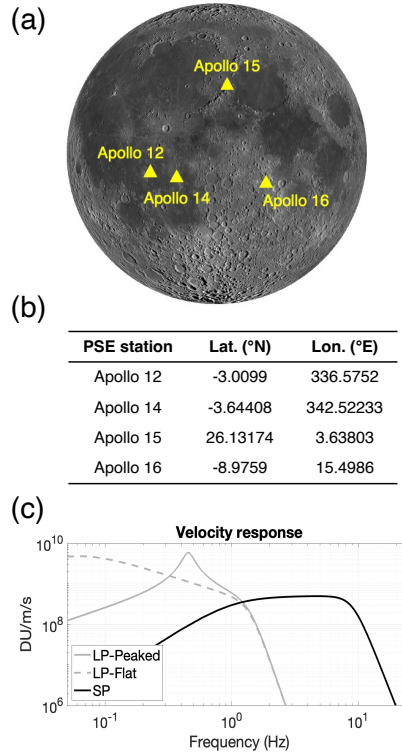 (a)
Apollo 15
Apollo 12
Apollo 14
Apollo 16
(b)
PSE station Lat. (°N) Lon. (°E)
Apollo 12 -3.0099 336.5752
Apollo 14 -3.64408 342.52233
Apollo 15 26.13174 3.63803
Apollo 16 -8.9759 15.4986
(c)
Velocity response
10^10
10^8
10^6
DU/m/s
LP-Peaked
LP-Flat
SP
10^-1 10^0 10^1
Frequency (Hz)